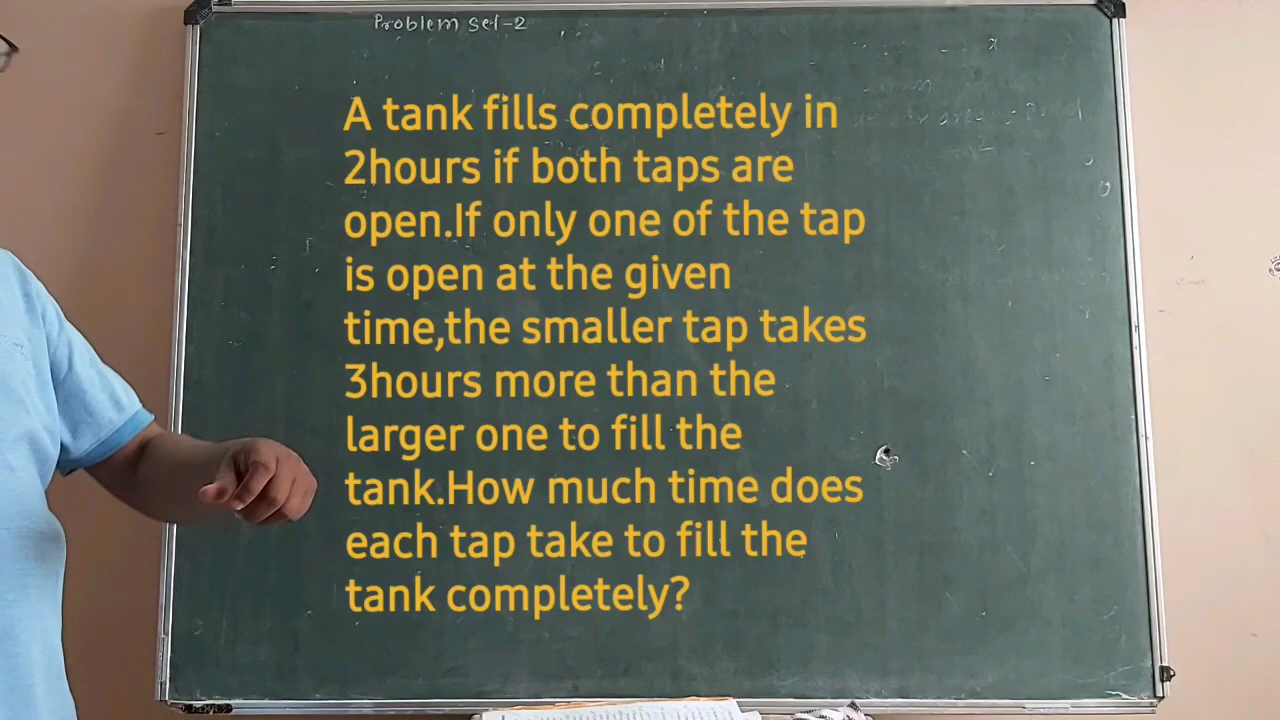 Problem Set-2
A tank fills completely in
2hours if both taps are
open.If only one of the tap
is open at the given
time,the smaller tap takes
3hours more than the
larger one to fill the
tank.How much time does
each tap take to fill the
tank completely?